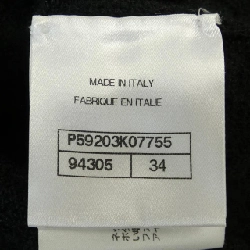 MADE IN ITALY
FABRIQUE EN ITALIE
P59203K07755
94305 34